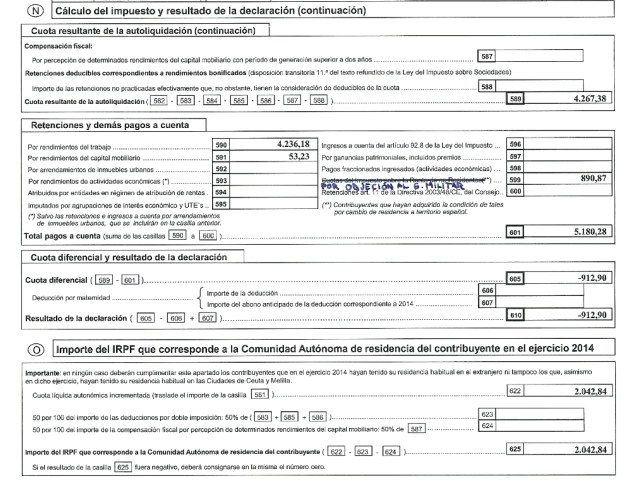 N Cálculo del impuesto y resultado de la declaración (continuación)
Cuota resultante de la autoliquidación (continuación)
Compensación fiscal:
Por percepción de determinados rendimientos del capital mobiliario con período de generación superior a dos años 587
Retenciones deducibles correspondientes a rendimientos bonificados (disposición transitoria 11.ª del texto refundido de la Ley del Impuesto sobre Sociedades)
Importe de las retenciones no practicadas efectivamente que, no obstante, tienen la consideración de deducibles de la cuota 588
Cuota resultante de la autoliquidación ( 582 - 583 - 584 - 585 - 586 - 587 - 588 ) 589 4.267,38
Retenciones y demás pagos a cuenta
Por rendimientos del trabajo 590 4.236,18 Ingresos a cuenta del artículo 92.8 de la Ley del Impuesto 596
Por rendimientos del capital mobiliario 591 53,23 Por ganancias patrimoniales, incluidos premios 597
Por arrendamientos de inmuebles urbanos 592 Pagos fraccionados ingresados (actividades económicas) 598
Por rendimientos de actividades económicas (*) 593 599 890,87
POR OBJECIÓN AL G. MILITAR
Atribuidos por entidades en régimen de atribución de rentas 594 Retenciones art. 11 de la Directiva 2003/48/CE, del Consejo 600
Imputados por agrupaciones de interés económico y UTE's 595 (**) Contribuyentes que hayan adquirido la condición de tales por cambio de residencia a territorio español.
(*) Salvo las retenciones e ingresos a cuenta por arrendamientos de inmuebles urbanos, que se incluirán en la casilla anterior.
Total pagos a cuenta (suma de las casillas 590 a 600 ) 601 5.180,28
Cuota diferencial y resultado de la declaración
Cuota diferencial ( 589 - 601 ) 605 -912,90
Deducción por maternidad Importe de la deducción 606
Importe del abono anticipado de la deducción correspondiente a 2014 607
Resultado de la declaración ( 605 - 606 + 607 ) 610 -912,90
O Importe del IRPF que corresponde a la Comunidad Autónoma de residencia del contribuyente en el ejercicio 2014
Importante: en ningún caso deberán cumplimentar este apartado los contribuyentes que en el ejercicio 2014 hayan tenido su residencia habitual en el extranjero ni tampoco los que, asimismo
en dicho ejercicio, hayan tenido su residencia habitual en las Ciudades de Ceuta y Melilla.
Cuota líquida autonómica incrementada (traslade el importe de la casilla 581 ) 622 2.042,84
50 por 100 del importe de las deducciones por doble imposición: 50% de ( 583 + 585 + 586 ) 623
50 por 100 del importe de la compensación fiscal por percepción de determinados rendimientos del capital mobiliario: 50% de 587 624
Importe del IRPF que corresponde a la Comunidad Autónoma de residencia del contribuyente ( 622 - 623 - 624 ) 625 2.042,84
Si el resultado de la casilla 625 fuera negativo, deberá consignarse en la misma el número cero.